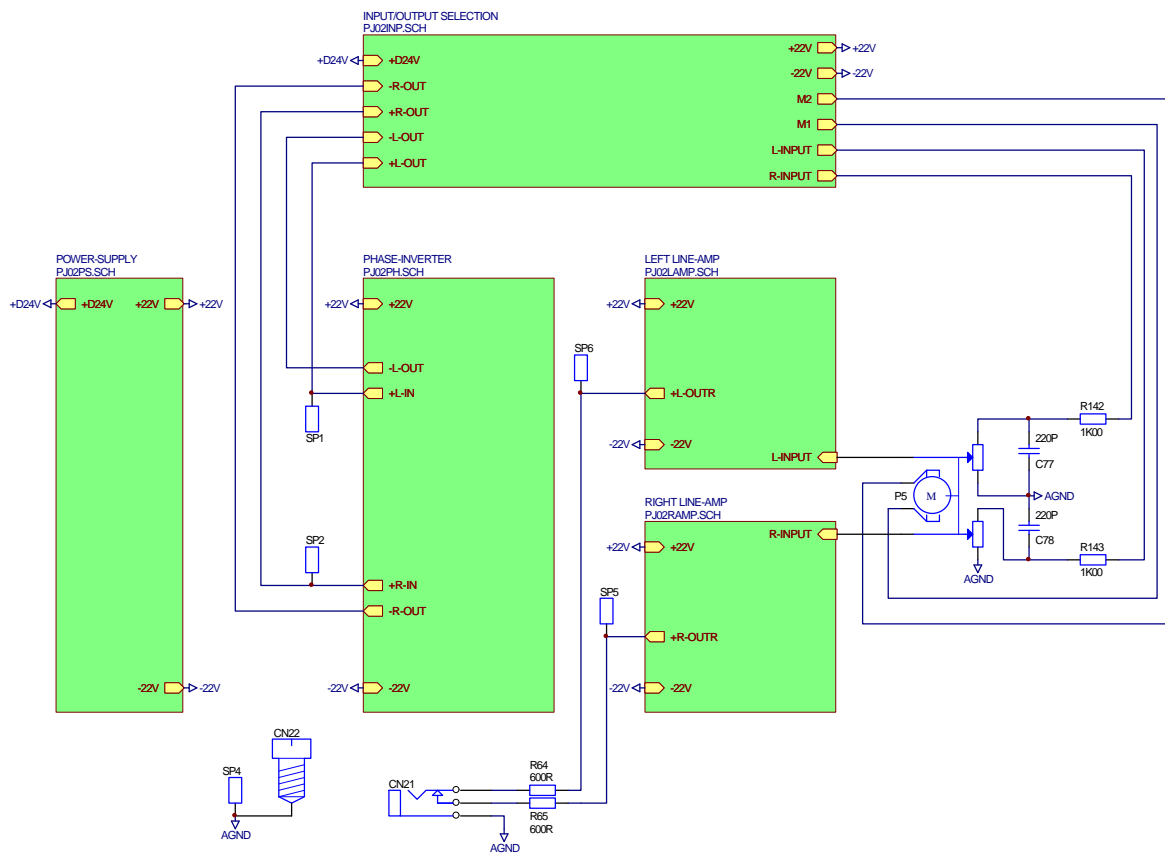 INPUT/OUTPUT SELECTION
PJ02INP.SCH
+D24V +D24V
-R-OUT
+R-OUT
-L-OUT
+L-OUT
+22V +22V
-22V -22V
M2
M1
L-INPUT
R-INPUT
POWER-SUPPLY
PJ02PS.SCH
+D24V +D24V
+22V +22V
-22V -22V
PHASE-INVERTER
PJ02PH.SCH
+22V +22V
-L-OUT
+L-IN
SP1
SP2
+R-IN
-R-OUT
-22V -22V
LEFT LINE-AMP
PJ02LAMP.SCH
+22V +22V
SP6
+L-OUTR
-22V -22V
L-INPUT
RIGHT LINE-AMP
PJ02RAMP.SCH
R-INPUT
+22V +22V
SP5
+R-OUTR
-22V -22V
P5
M
R142
1K00
220P
C77
AGND
220P
C78
R143
1K00
AGND
CN22
SP4
AGND
CN21
R64
600R
R65
600R
AGND